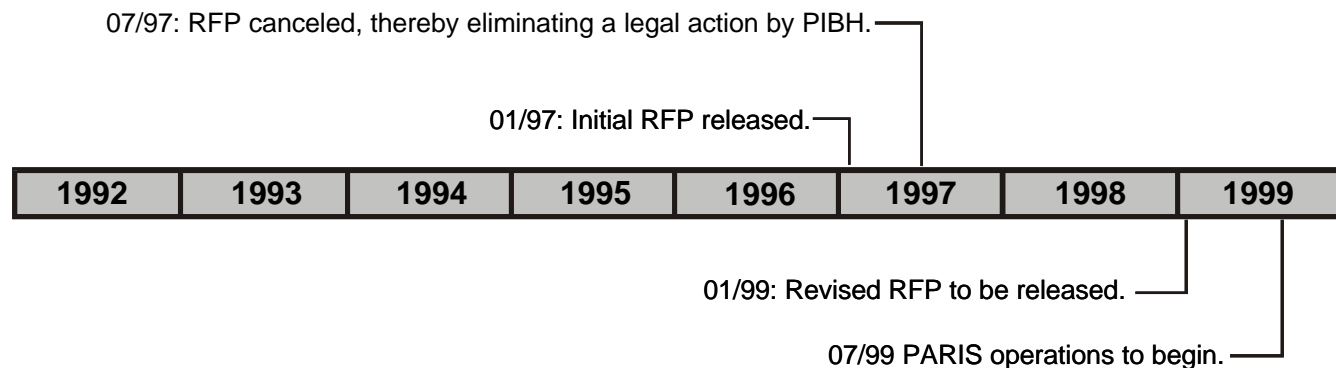 07/97: RFP canceled, thereby eliminating a legal action by PIBH.
01/97: Initial RFP released.
1992 1993 1994 1995 1996 1997 1998 1999
01/99: Revised RFP to be released.
07/99 PARIS operations to begin.